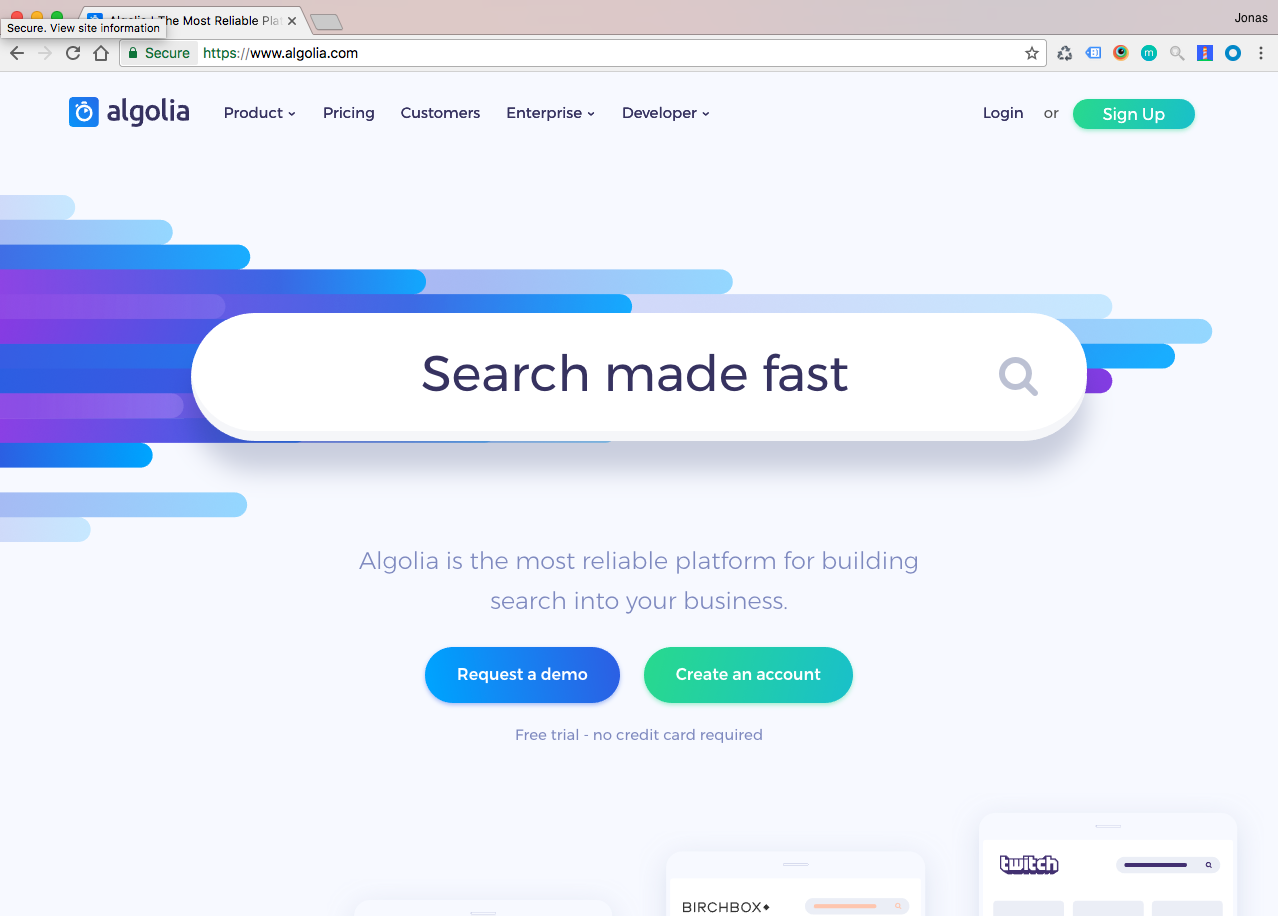 Algolia | The Most Reliable Pla
Jonas
Secure. View site information
Secure https://www.algolia.com
algolia Product Pricing Customers Enterprise Developer Login or Sign Up
Search made fast
Algolia is the most reliable platform for building
search into your business.
Request a demo Create an account
Free trial - no credit card required
twitch
BIRCHBOX